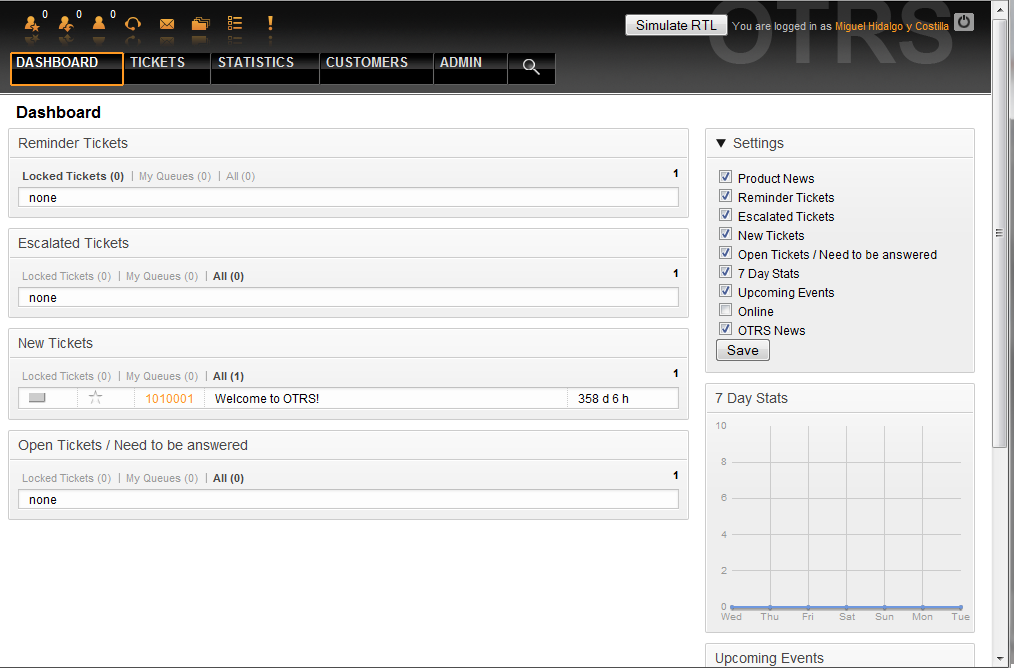 0 0 0
OTRS
Simulate RTL You are logged in as Miguel Hidalgo y Costilla
DASHBOARD TICKETS STATISTICS CUSTOMERS ADMIN
Dashboard
Reminder Tickets
Locked Tickets (0) | My Queues (0) | All (0) 1
none
Escalated Tickets
Locked Tickets (0) | My Queues (0) | All (0) 1
none
New Tickets
Locked Tickets (0) | My Queues (0) | All (1) 1
1010001 Welcome to OTRS! 358 d 6 h
Open Tickets / Need to be answered
Locked Tickets (0) | My Queues (0) | All (0) 1
none
Settings
Product News
Reminder Tickets
Escalated Tickets
New Tickets
Open Tickets / Need to be answered
7 Day Stats
Upcoming Events
Online
OTRS News
Save
7 Day Stats
10
8
6
4
2
0
Wed Thu Fri Sat Sun Mon Tue
Upcoming Events